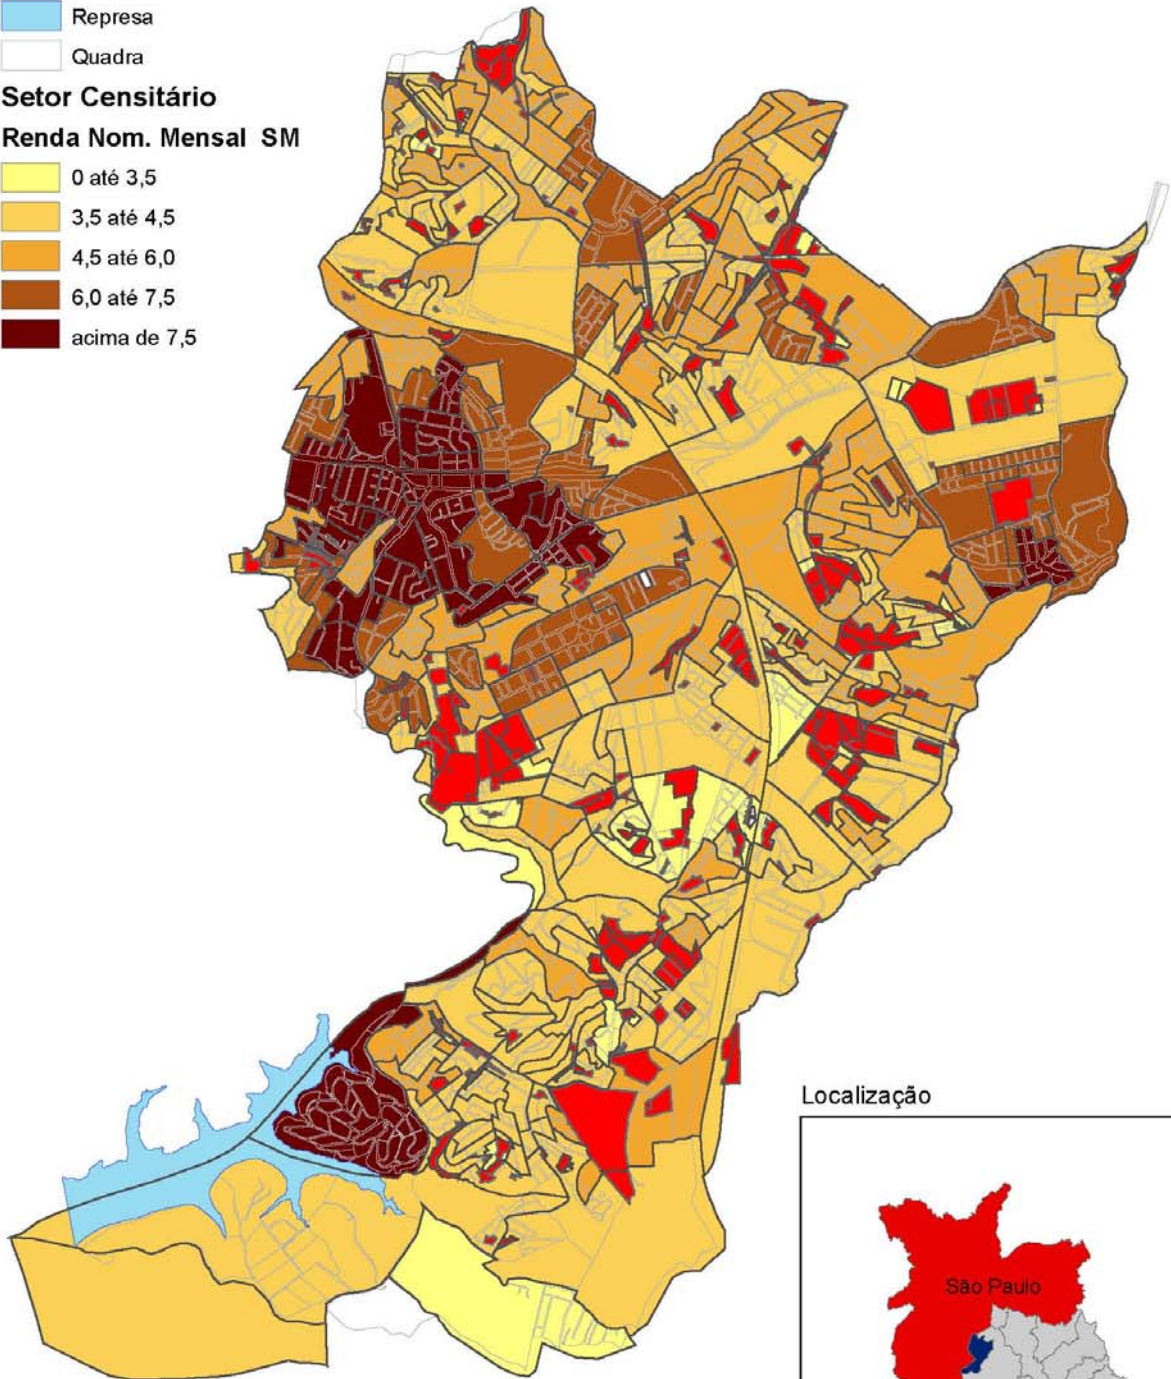 Represa
Quadra
Setor Censitário
Renda Nom. Mensal SM
0 até 3,5
3,5 até 4,5
4,5 até 6,0
6,0 até 7,5
acima de 7,5
Localização
São Paulo